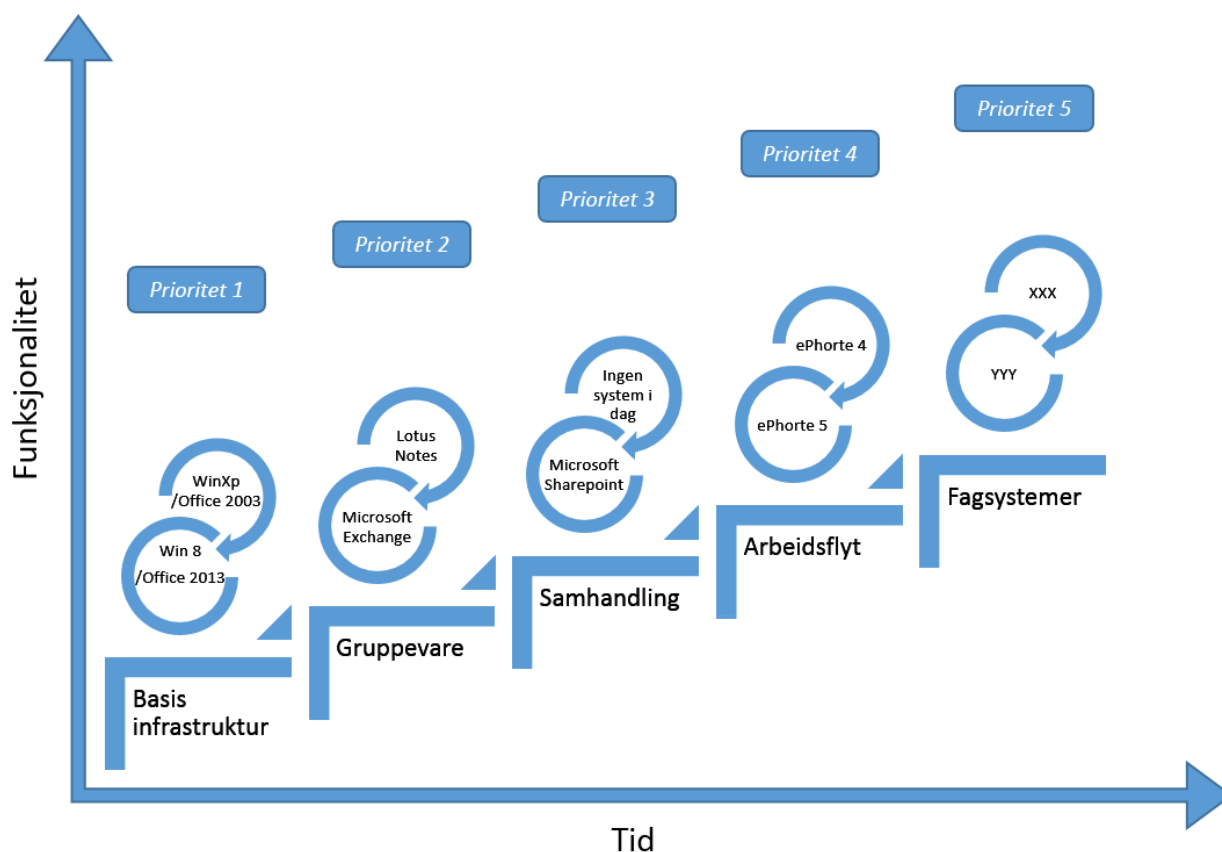 Prioritet 5
Prioritet 4
Prioritet 3
Prioritet 2
Prioritet 1
Funksjonalitet
WinXp
/Office 2003
Win 8
/Office 2013
Basis
infrastruktur
Lotus
Notes
Microsoft
Exchange
Gruppevare
Ingen
system i
dag
Microsoft
Sharepoint
Samhandling
ePhorte 4
ePhorte 5
Arbeidsflyt
XXX
YYY
Fagsystemer
Tid